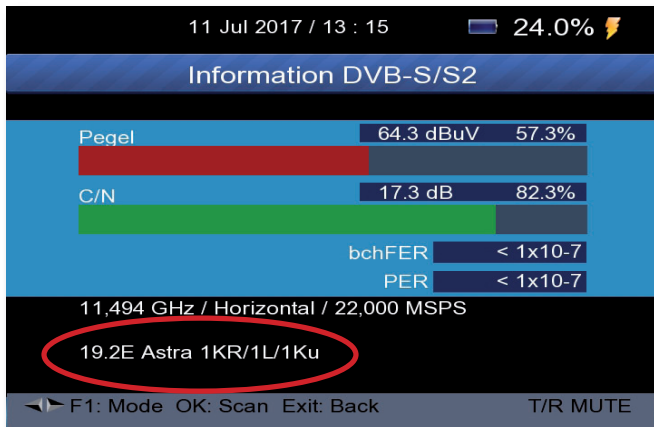 11 Jul 2017 / 13 : 15 24.0%
Information DVB-S/S2
Pegel 64.3 dBuV 57.3%
C/N 17.3 dB 82.3%
bchFER < 1x10-7
PER < 1x10-7
11,494 GHz / Horizontal / 22,000 MSPS
19.2E Astra 1KR/1L/1Ku
F1: Mode OK: Scan Exit: Back T/R MUTE